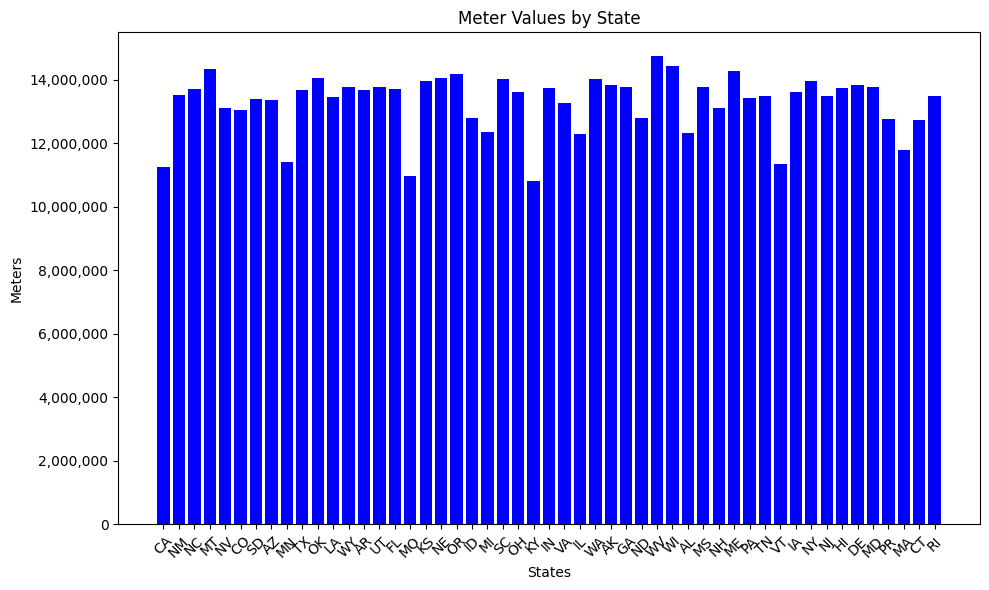 Meter Values by State
14,000,000
12,000,000
10,000,000
8,000,000
6,000,000
4,000,000
2,000,000
0
Meters
CA NM NC MT NV CO SD AZ MN TX OK LA WY AR UT FL MO KS NE OR ID MI SC OH KY IN VA IL WA AK GA ND WV WI AL MS NH ME PA TN VT IA NY NJ HI DE MD PR MA CT RI
States